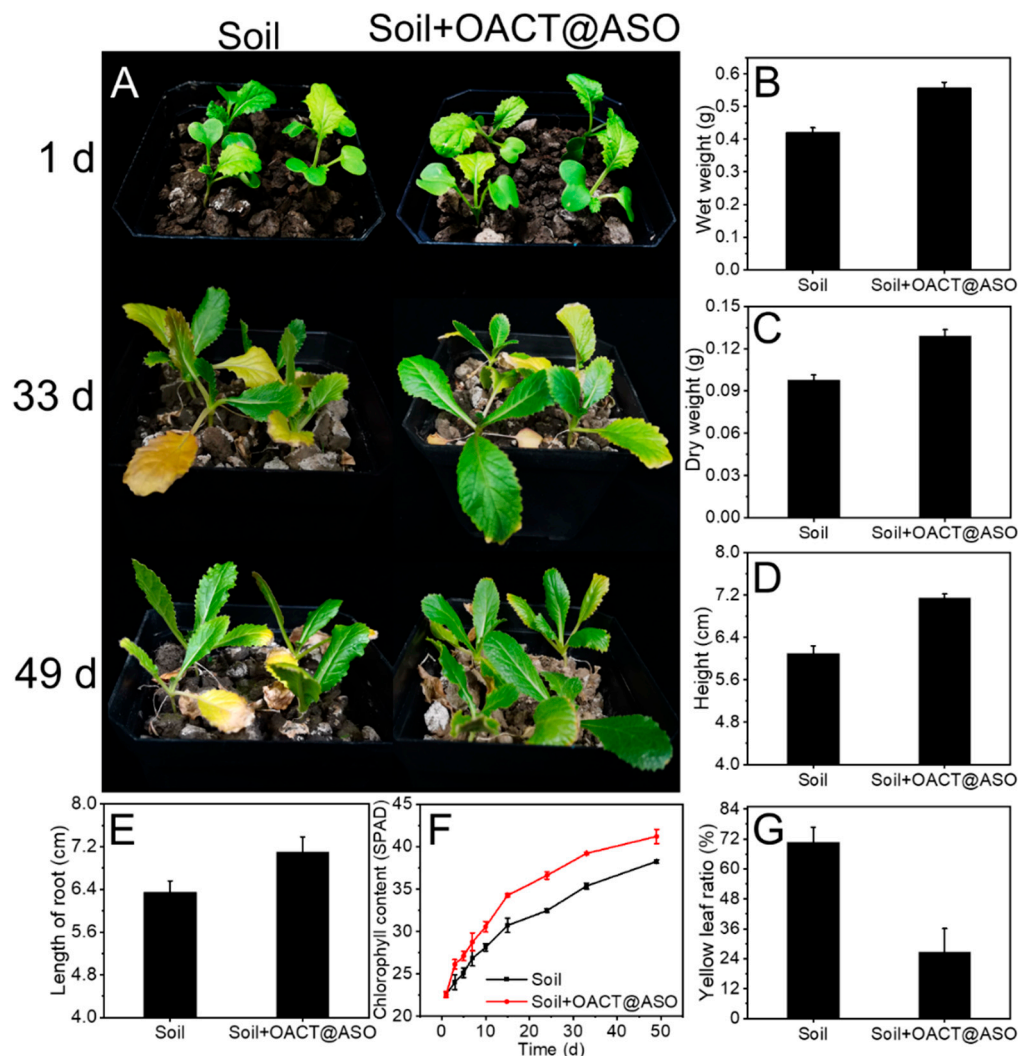 Soil
Soil+OACT@ASO
A
1 d
33 d
49 d
B
Wet weight (g)
0.6
0.5
0.4
0.3
0.2
0.1
0.0
Soil
Soil+OACT@ASO
C
Dry weight (g)
0.15
0.12
0.09
0.06
0.03
0.00
Soil
Soil+OACT@ASO
D
Height (cm)
8.0
7.2
6.4
5.6
4.8
4.0
Soil
Soil+OACT@ASO
E
Length of root (cm)
8.0
7.2
6.4
5.6
4.8
4.0
Soil
Soil+OACT@ASO
F
Chlorophyll content (SPAD)
45
40
35
30
25
20
Soil
Soil+OACT@ASO
0 10 20 30 40 50
Time (d)
G
Yellow leaf ratio (%)
84
72
60
48
36
24
12
0
Soil
Soil+OACT@ASO